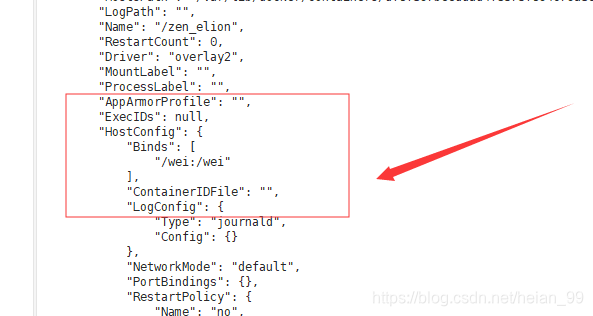 "LogPath": "",
"Name": "/zen_elion",
"RestartCount": 0,
"Driver": "overlay2",
"MountLabel": "",
"ProcessLabel": "",
"AppArmorProfile": "",
"ExecIDs": null,
"HostConfig": {
"Binds": [
"/wei:/wei"
],
"ContainerIDFile": "",
"LogConfig": {
"Type": "journald",
"Config": {}
},
"NetworkMode": "default",
"PortBindings": {},
"RestartPolicy": {
"Name": "no",
https://blog.csdn.net/heian_99